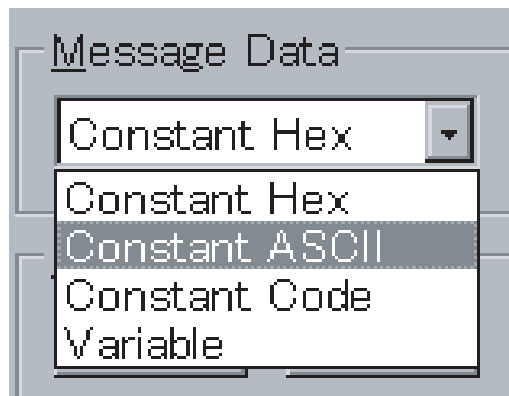 Message Data
Constant Hex
Constant Hex
Constant ASCII
Constant Code
Variable